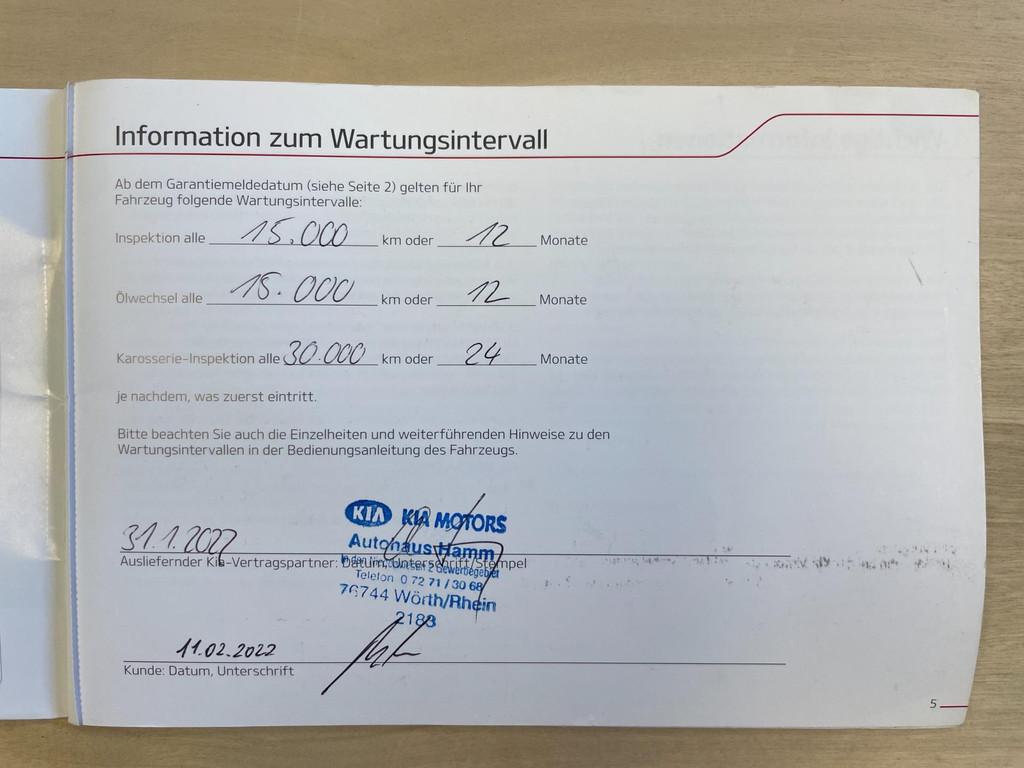 Information zum Wartungsintervall
Ab dem Garantiemeldedatum (siehe Seite 2) gelten für Ihr
Fahrzeug folgende Wartungsintervalle:
Inspektion alle 15.000 km oder 12 Monate
Ölwechsel alle 15.000 km oder 12 Monate
Karosserie-Inspektion alle 30.000 km oder 24 Monate
je nachdem, was zuerst eintritt.
Bitte beachten Sie auch die Einzelheiten und weiterführenden Hinweise zu den
Wartungsintervallen in der Bedienungsanleitung des Fahrzeugs.
KIA KIA MOTORS
31.1.2022
Autohaus Hamm
Ausliefernder Kia-Vertragspartner: Datum, Unterschrift/Stempel
Gewerbegebiet
Telefon 0 72 71 / 30 68
76744 Wörth/Rhein
2188
11.02.2022
Kunde: Datum, Unterschrift
5